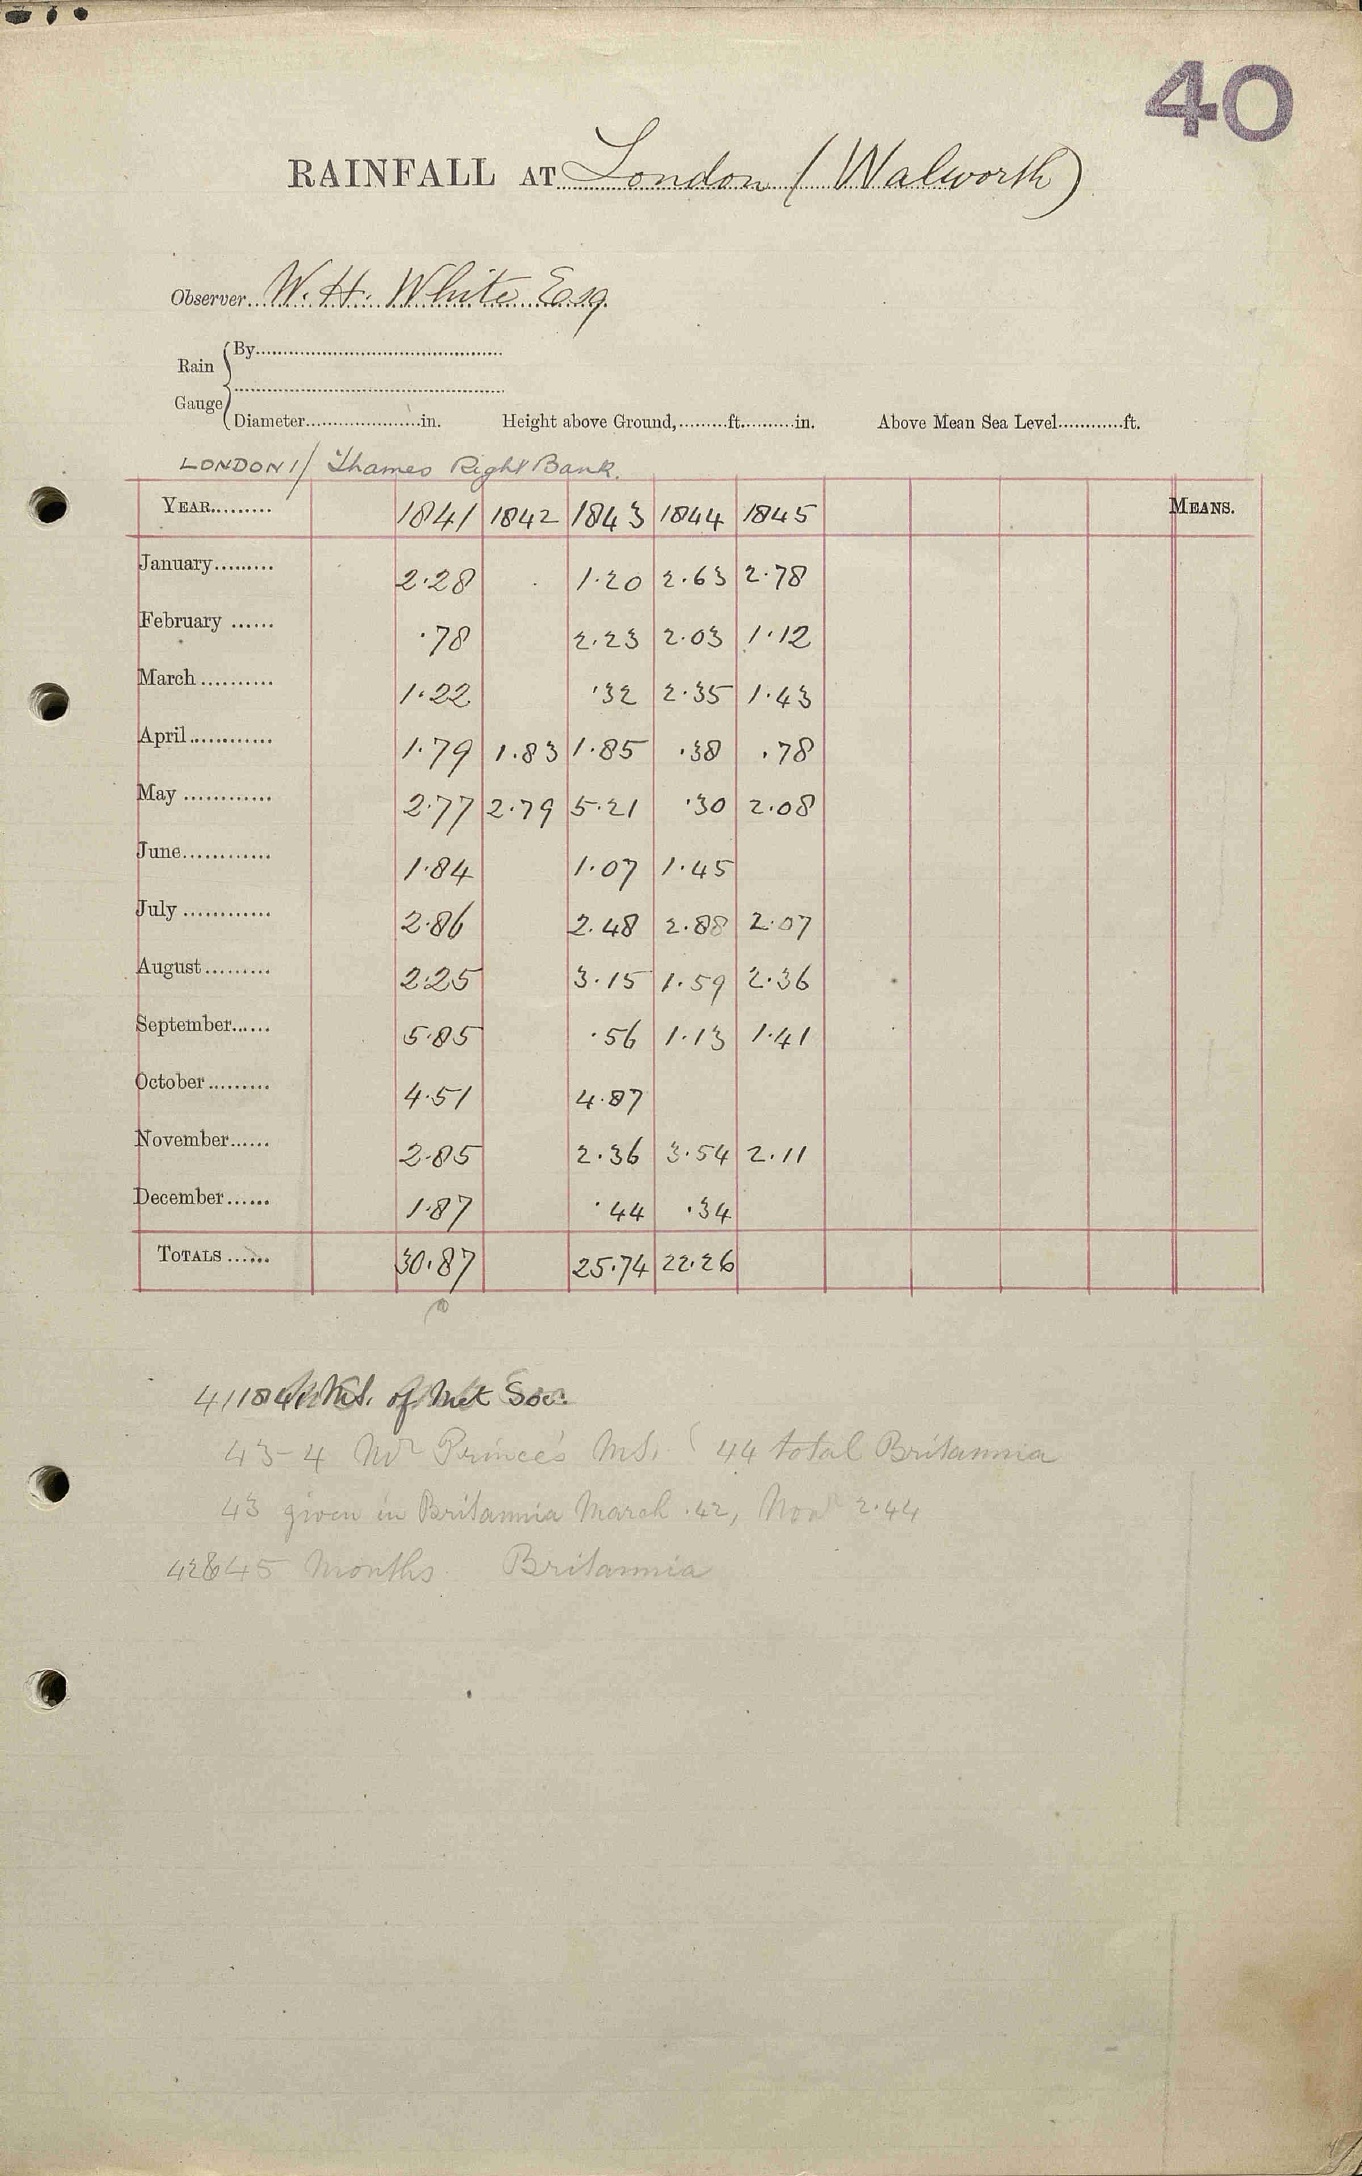 40
RAINFALL AT London (Walworth)
Observer W. H. White Esq
Rain Gauge { By
Diameter in. Height above Ground, ft. in. Above Mean Sea Level ft.
LONDON / Thames Right Bank.
YEAR 1841 1842 1843 1844 1845 MEANS.
January 2.28 1.20 2.63 2.78
February .78 2.23 2.03 1.12
March 1.22 .32 2.35 1.43
April 1.79 1.83 1.85 .38 .78
May 2.77 2.79 5.21 .30 2.08
June 1.84 1.07 1.45
July 2.86 2.48 2.88 2.07
August 2.25 3.15 1.59 2.36
September 5.85 .56 1.13 1.41
October 4.51 4.87
November 2.85 2.36 3.54 2.11
December 1.87 .44 .34
TOTALS 30.87 25.74 22.26
1841 MS. of Met Soc:
43-4 Mr Prince's MS. 44 total Britannia
43 given in Britannia March .42, Novr 2.44
42 & 45 Months Britannia